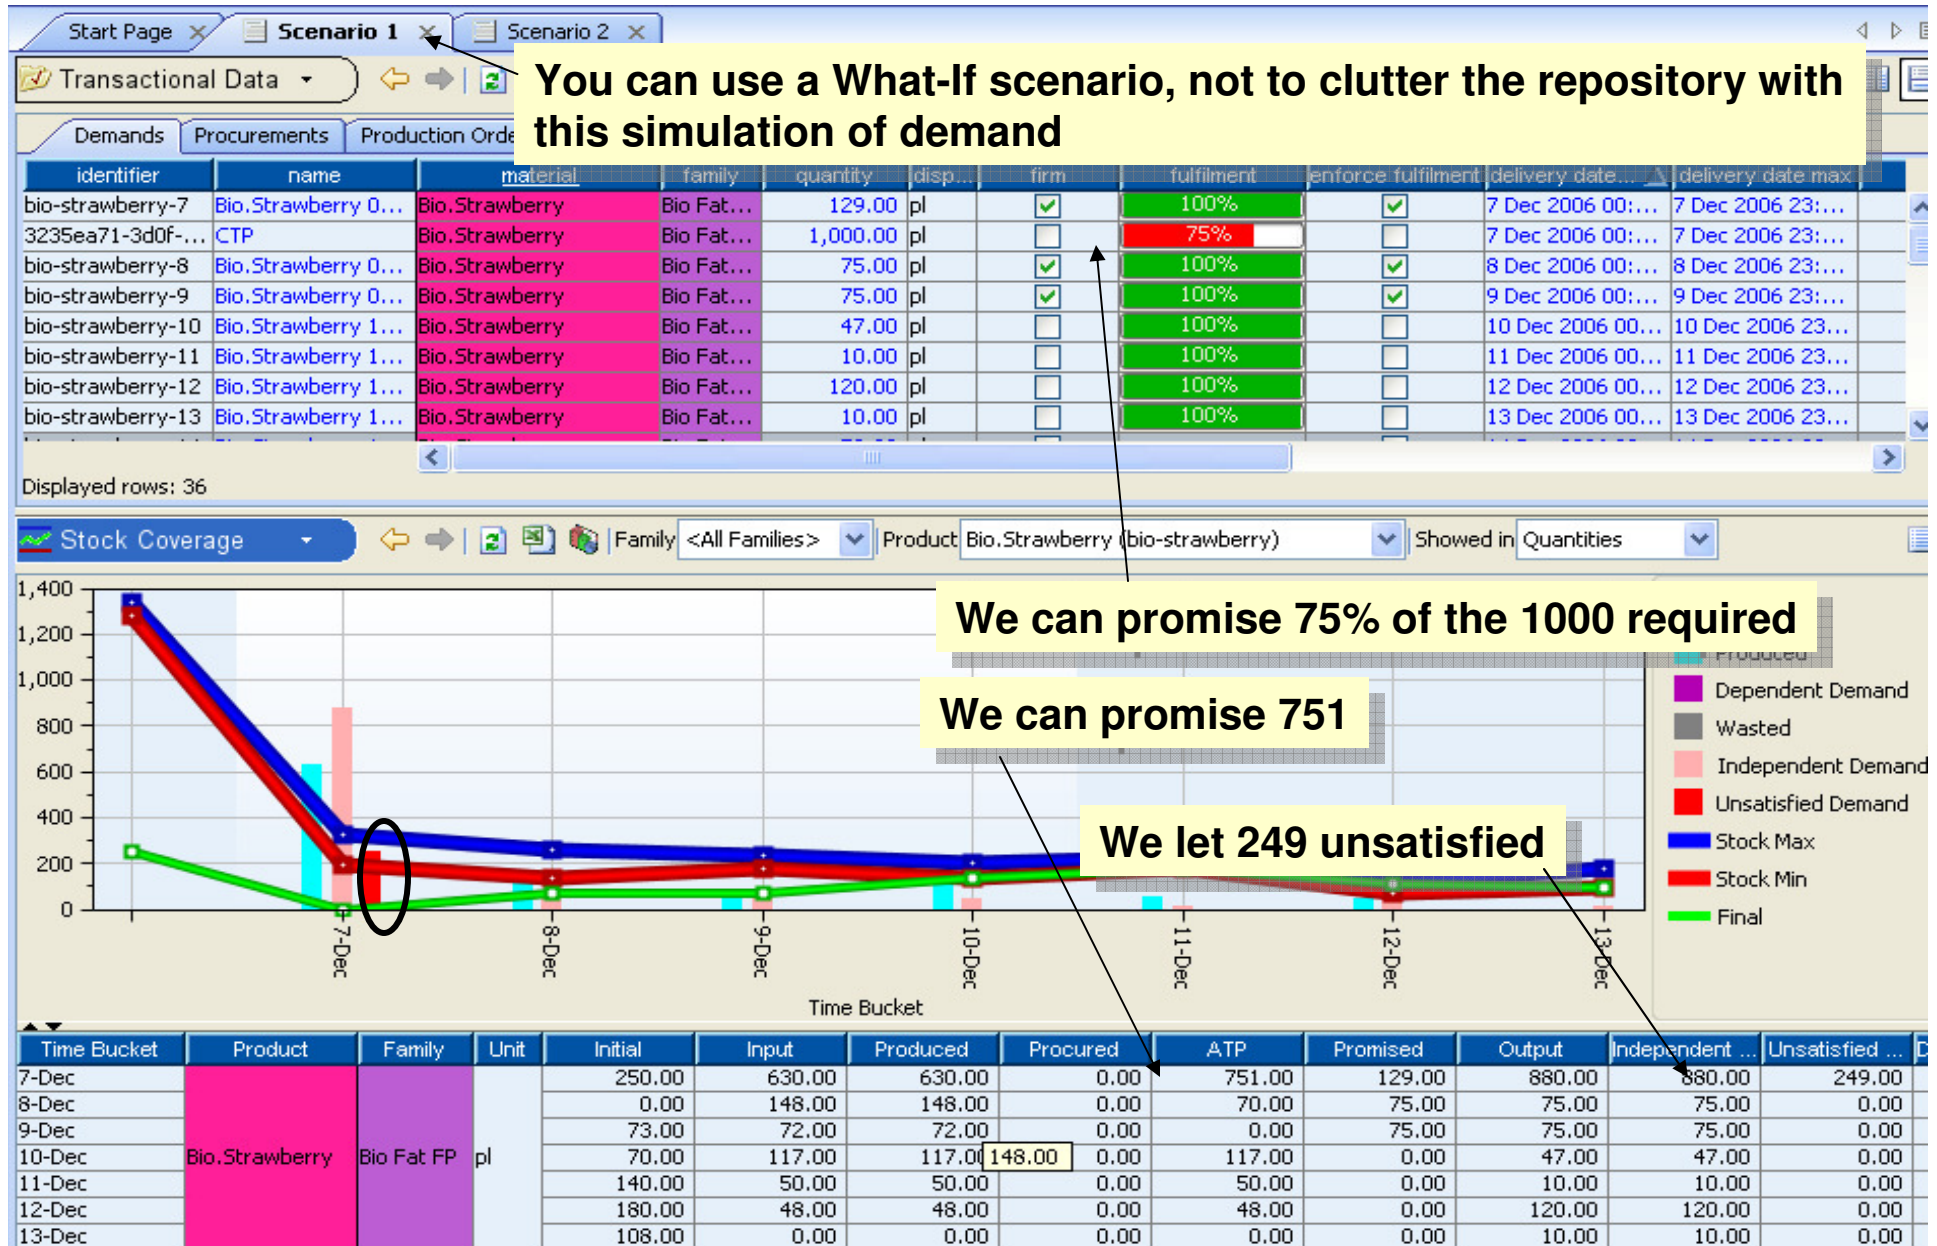 Start Page Scenario 1 Scenario 2
Transactional Data
You can use a What-If scenario, not to clutter the repository with
this simulation of demand
Demands Procurements Production Orde
identifier name material family quantity disp... firm fulfilment enforce fulfilment delivery date... delivery date max
bio-strawberry-7 Bio.Strawberry 0... Bio.Strawberry Bio Fat... 129.00 pl 100% 7 Dec 2006 00:... 7 Dec 2006 23:...
3235ea71-3d0f-... CTP Bio.Strawberry Bio Fat... 1,000.00 pl 75% 7 Dec 2006 00:... 7 Dec 2006 23:...
bio-strawberry-8 Bio.Strawberry 0... Bio.Strawberry Bio Fat... 75.00 pl 100% 8 Dec 2006 00:... 8 Dec 2006 23:...
bio-strawberry-9 Bio.Strawberry 0... Bio.Strawberry Bio Fat... 75.00 pl 100% 9 Dec 2006 00:... 9 Dec 2006 23:...
bio-strawberry-10 Bio.Strawberry 1... Bio.Strawberry Bio Fat... 47.00 pl 100% 10 Dec 2006 00... 10 Dec 2006 23...
bio-strawberry-11 Bio.Strawberry 1... Bio.Strawberry Bio Fat... 10.00 pl 100% 11 Dec 2006 00... 11 Dec 2006 23...
bio-strawberry-12 Bio.Strawberry 1... Bio.Strawberry Bio Fat... 120.00 pl 100% 12 Dec 2006 00... 12 Dec 2006 23...
bio-strawberry-13 Bio.Strawberry 1... Bio.Strawberry Bio Fat... 10.00 pl 100% 13 Dec 2006 00... 13 Dec 2006 23...
Displayed rows: 36
Stock Coverage Family <All Families> Product Bio.Strawberry (bio-strawberry) Showed in Quantities
We can promise 75% of the 1000 required
We can promise 751
We let 249 unsatisfied
1,400
1,200
1,000
800
600
400
200
0
7-Dec 8-Dec 9-Dec 10-Dec 11-Dec 12-Dec 13-Dec
Time Bucket
Produced
Dependent Demand
Wasted
Independent Demand
Unsatisfied Demand
Stock Max
Stock Min
Final
Time Bucket Product Family Unit Initial Input Produced Procured ATP Promised Output Independent ... Unsatisfied ... D
7-Dec 250.00 630.00 630.00 0.00 751.00 129.00 880.00 880.00 249.00
8-Dec 0.00 148.00 148.00 0.00 70.00 75.00 75.00 75.00 0.00
9-Dec 73.00 72.00 72.00 0.00 0.00 75.00 75.00 75.00 0.00
10-Dec Bio.Strawberry Bio Fat FP pl 70.00 117.00 117.0 148.00 0.00 117.00 0.00 47.00 47.00 0.00
11-Dec 140.00 50.00 50.00 0.00 50.00 0.00 10.00 10.00 0.00
12-Dec 180.00 48.00 48.00 0.00 48.00 0.00 120.00 120.00 0.00
13-Dec 108.00 0.00 0.00 0.00 0.00 0.00 10.00 10.00 0.00